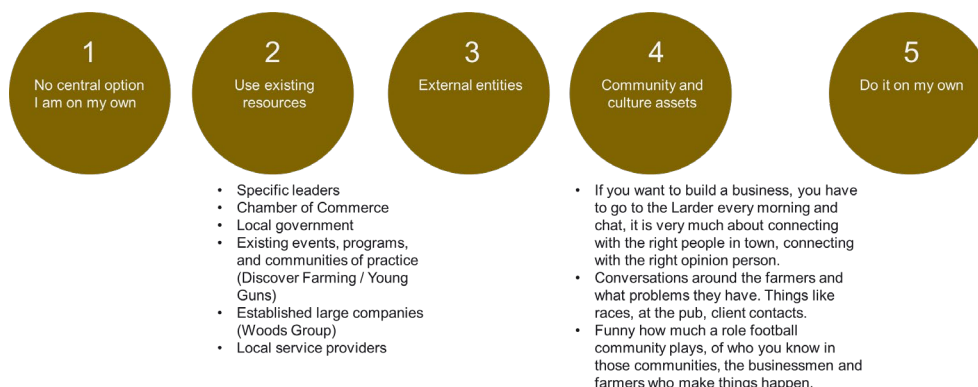 1
No central option
I am on my own
2
Use existing
resources
3
External entities
4
Community and
culture assets
5
Do it on my own
• Specific leaders
• Chamber of Commerce
• Local government
• Existing events, programs,
and communities of practice
(Discover Farming / Young
Guns)
• Established large companies
(Woods Group)
• Local service providers
• If you want to build a business, you have
to go to the Larder every morning and
chat, it is very much about connecting
with the right people in town, connecting
with the right opinion person.
• Conversations around the farmers and
what problems they have. Things like
races, at the pub, client contacts.
• Funny how much a role football
community plays, of who you know in
those communities, the businessmen and
farmers who make things happen.